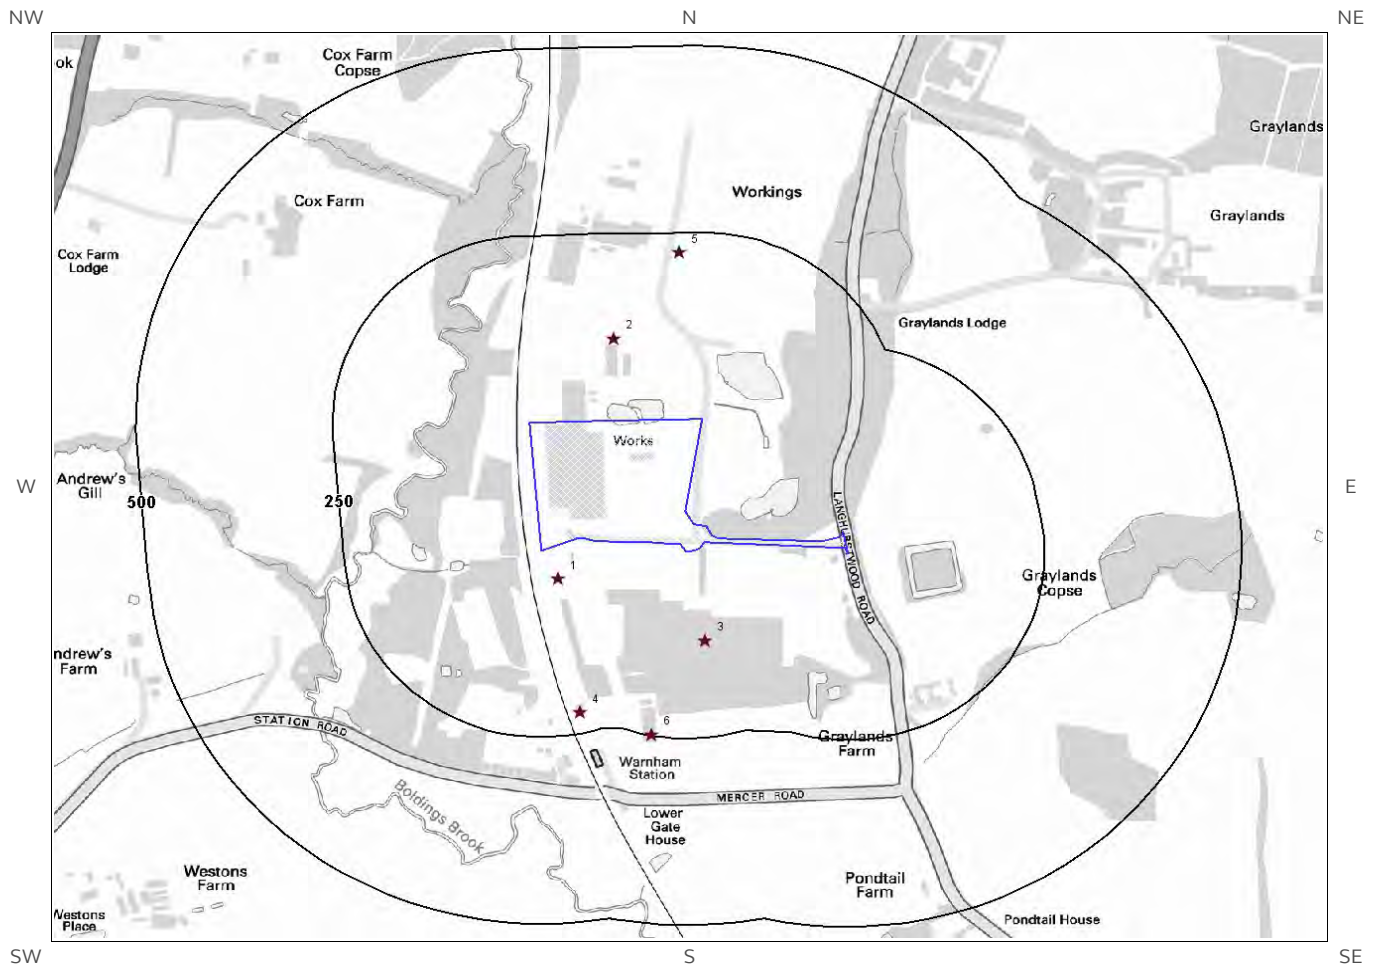 NW
N
NE
ok
Cox Farm
Copse
Graylands
Workings
Cox Farm
Graylands
5
Cox Farm
Lodge
2
Graylands Lodge
Works
Andrew's
Gill
W
500
250
E
LANGHURSTWOOD ROAD
1
Graylands
Copse
3
ndrew's
Farm
4
6
STATION ROAD
Graylands
Farm
Warnham
Station
Boldings Brook
MERCER ROAD
Lower
Gate
House
Westons
Farm
Pondtail
Farm
Westons
Place
Pondtail House
SW
S
SE